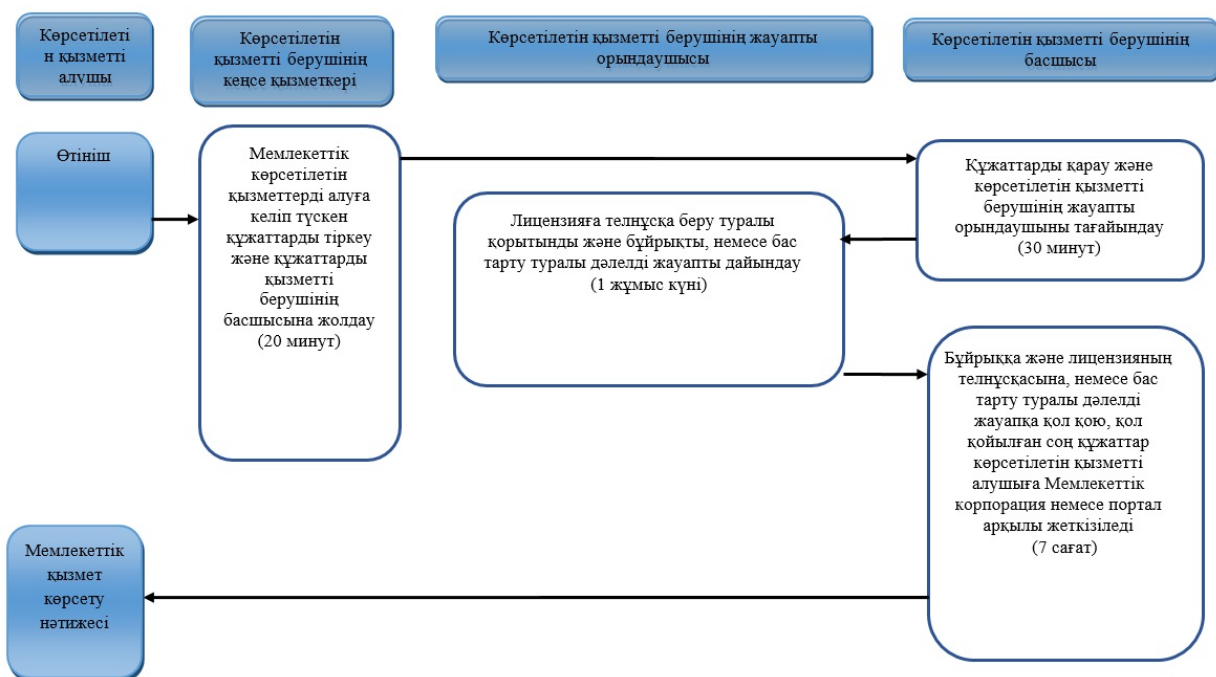 Көрсетілеті
н қызметті
алушы
Көрсетілетін
қызметті берушінің
кеңсе қызметкері
Көрсетілетін қызметті берушінің жауапты
орындаушысы
Көрсетілетін қызметті берушінің
басшысы
Өтініш
Мемлекеттік
көрсетілетін
қызметтерді алуға
келіп түскен
құжаттарды тіркеу
және құжаттарды
қызметті
берушінің
басшысына жолдау
(20 минут)
Құжаттарды қарау және
көрсетілетін қызметті
берушінің жауапты
орындаушыны тағайындау
(30 минут)
Лицензияға телнұсқа беру туралы
қорытынды және бұйрықты, немесе бас
тарту туралы дәлелді жауапты дайындау
(1 жұмыс күні)
Бұйрыққа және лицензияның
телнұсқасына, немесе бас
тарту туралы дәлелді
жауапқа қол қою, қол
қойылған соң құжаттар
көрсетілетін қызметті
алушыға Мемлекеттік
корпорация немесе портал
арқылы жеткізіледі
(7 сағат)
Мемлекеттік
қызмет
көрсету
нәтижесі